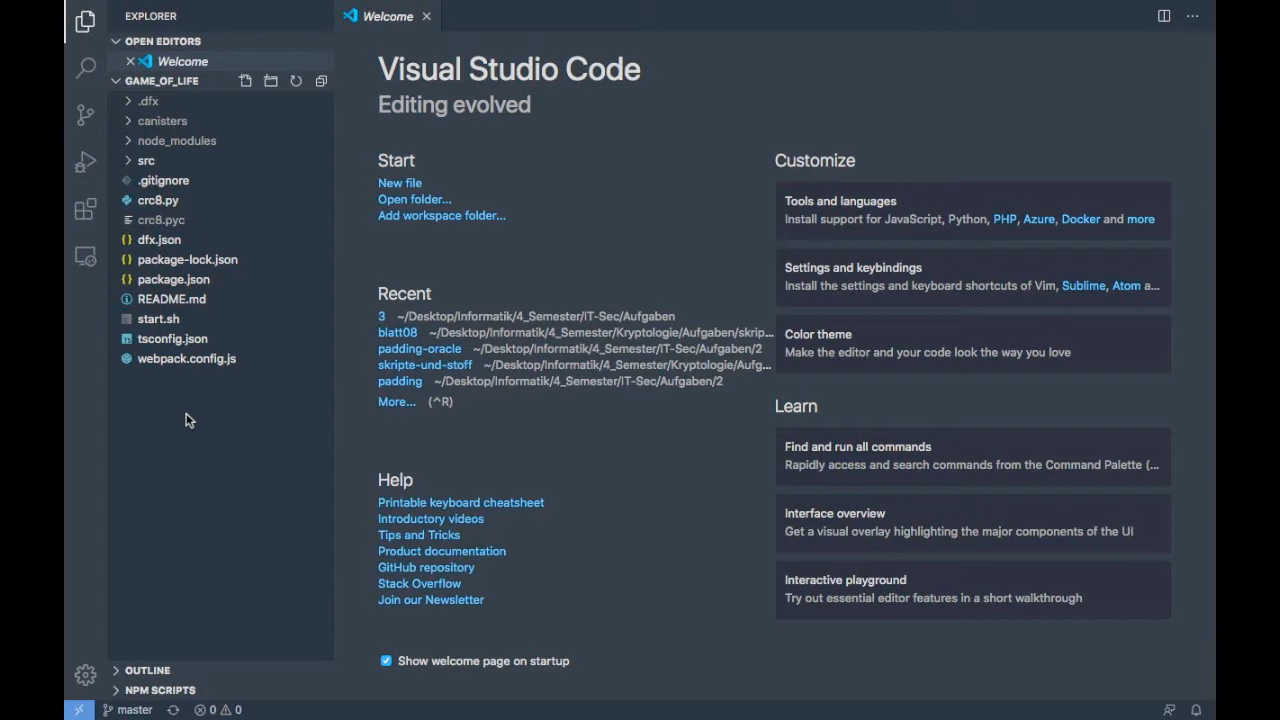 EXPLORER
OPEN EDITORS
Welcome
GAME_OF_LIFE
.dfx
canisters
node_modules
src
.gitignore
crc8.py
crc8.pyc
dfx.json
package-lock.json
package.json
README.md
start.sh
tsconfig.json
webpack.config.js
OUTLINE
NPM SCRIPTS
master
0 0
Welcome
Visual Studio Code
Editing evolved
Start
New file
Open folder...
Add workspace folder...
Recent
3 ~/Desktop/Informatik/4_Semester/IT-Sec/Aufgaben
blatt08 ~/Desktop/Informatik/4_Semester/Kryptologie/Aufgaben/skrip...
padding-oracle ~/Desktop/Informatik/4_Semester/IT-Sec/Aufgaben/2
skripte-und-stoff ~/Desktop/Informatik/4_Semester/Kryptologie/Aufg...
padding ~/Desktop/Informatik/4_Semester/IT-Sec/Aufgaben/2
More... (^R)
Help
Printable keyboard cheatsheet
Introductory videos
Tips and Tricks
Product documentation
GitHub repository
Stack Overflow
Join our Newsletter
Show welcome page on startup
Customize
Tools and languages
Install support for JavaScript, Python, PHP, Azure, Docker and more
Settings and keybindings
Install the settings and keyboard shortcuts of Vim, Sublime, Atom a...
Color theme
Make the editor and your code look the way you love
Learn
Find and run all commands
Rapidly access and search commands from the Command Palette (...
Interface overview
Get a visual overlay highlighting the major components of the UI
Interactive playground
Try out essential editor features in a short walkthrough